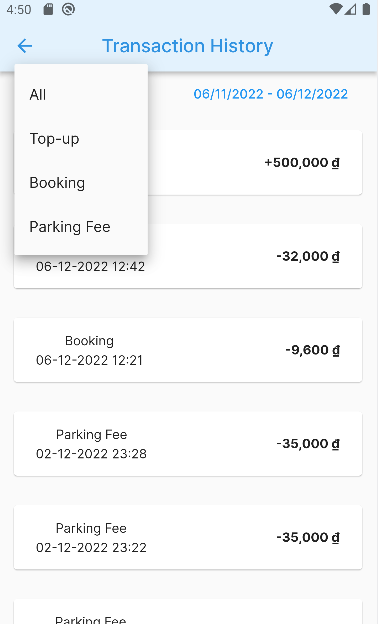 4:50
Transaction History
All
06/11/2022 - 06/12/2022
Top-up
+500,000 ₫
Booking
Parking Fee
-32,000 ₫
06-12-2022 12:42
Booking
-9,600 ₫
06-12-2022 12:21
Parking Fee
-35,000 ₫
02-12-2022 23:28
Parking Fee
-35,000 ₫
02-12-2022 23:22
Parking Fee